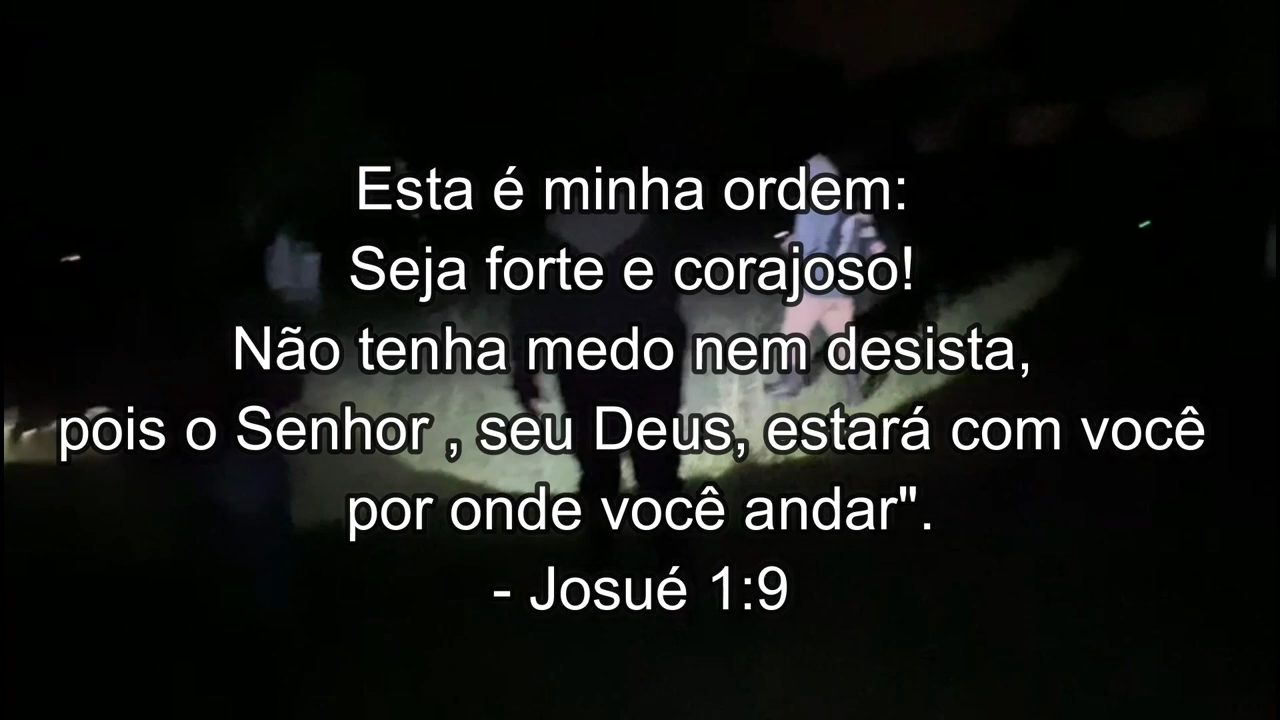 Esta é minha ordem:
Seja forte e corajoso!
Não tenha medo nem desista,
pois o Senhor , seu Deus, estará com você
por onde você andar".
- Josué 1:9